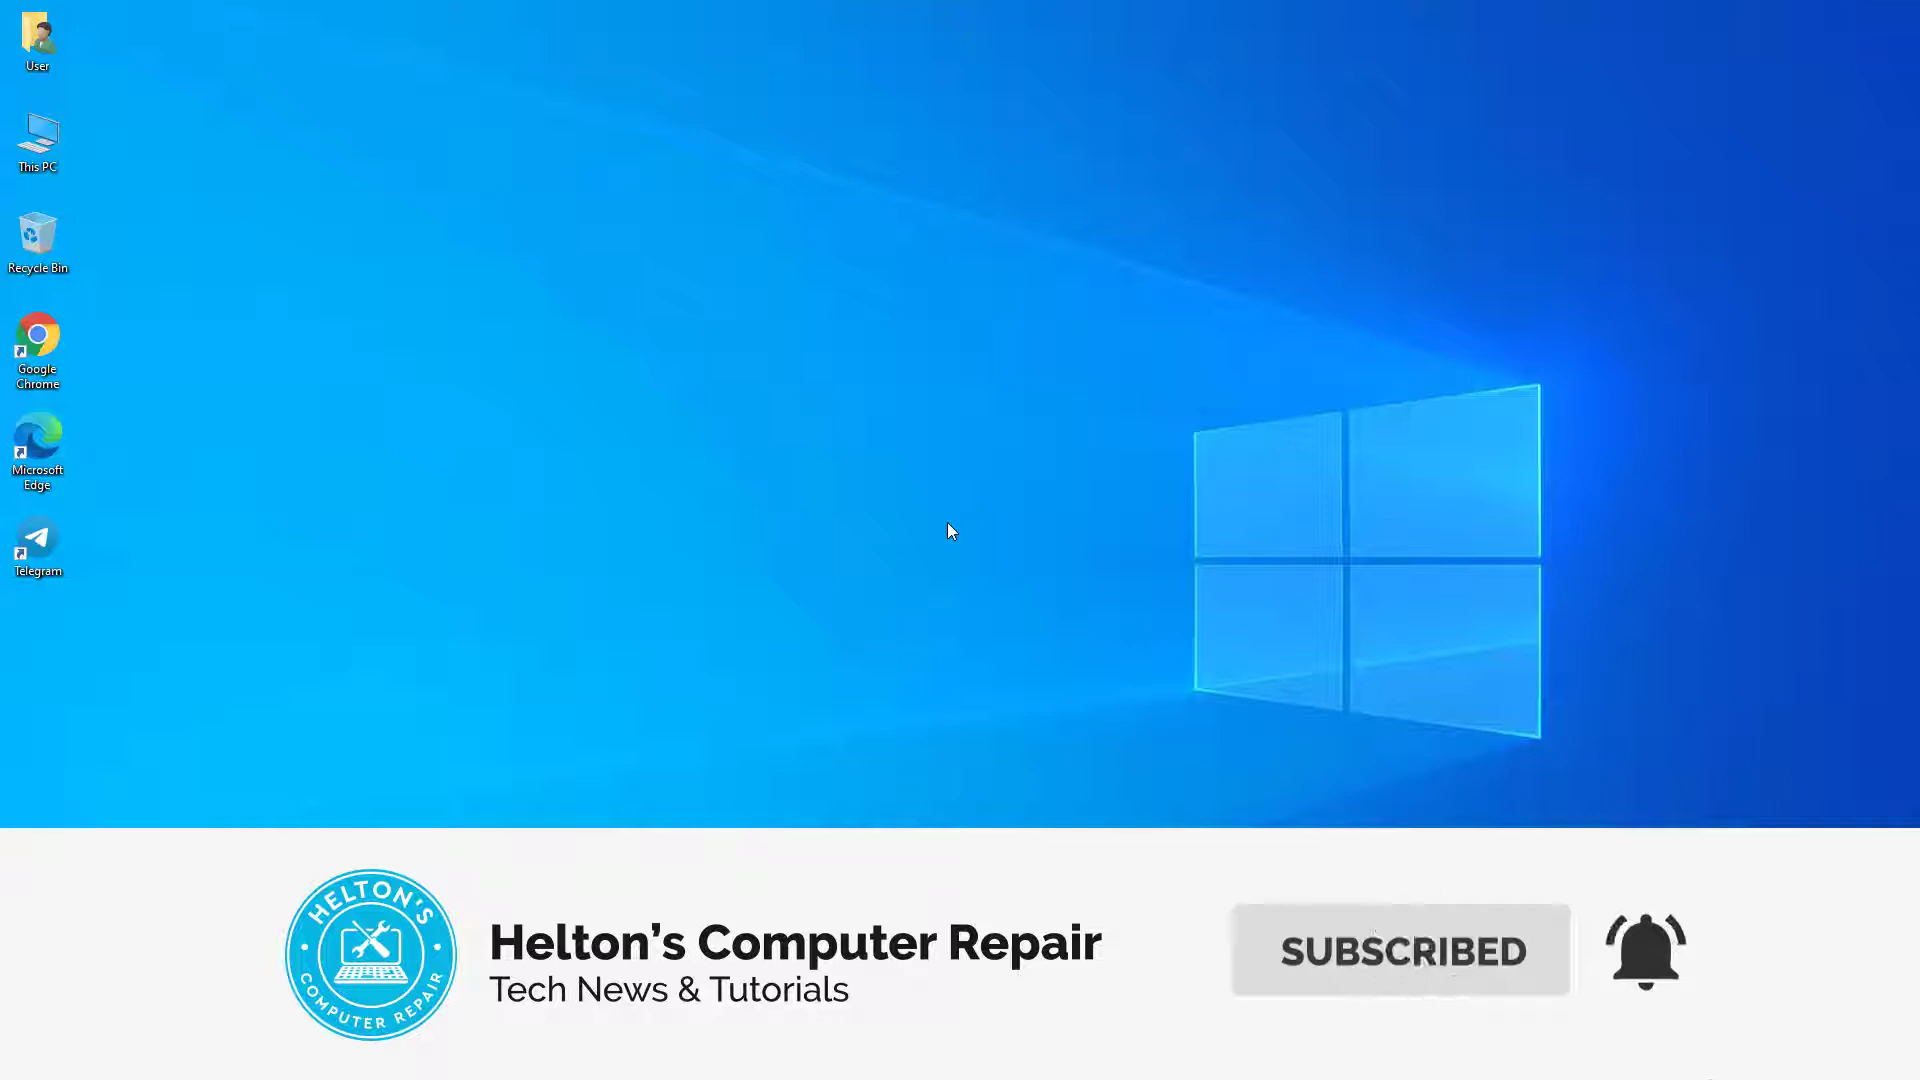 User
This PC
Recycle Bin
Google
Chrome
Microsoft
Edge
Telegram
HELTON'S
COMPUTER REPAIR
Helton’s Computer Repair
Tech News & Tutorials
SUBSCRIBED